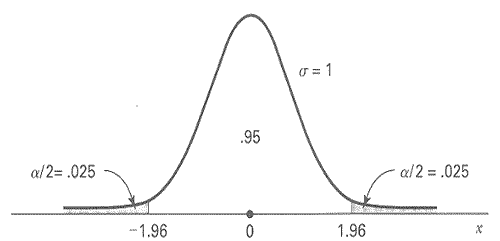 σ = 1
.95
α/2= .025
α/2 = .025
−1.96
0
1.96
x